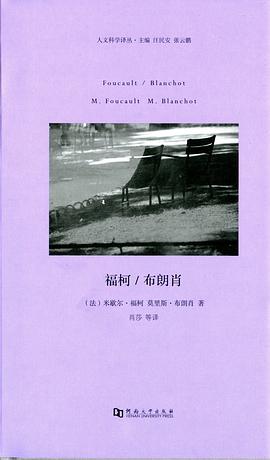 人文科学译丛·主编 汪民安 张云鹏
Foucault / Blanchot
M. Foucault M. Blanchot
福柯 / 布朗肖
（法）米歇尔·福柯 莫里斯·布朗肖 著
肖莎 等译
河南大学出版社
HENAN UNIVERSITY PRESS